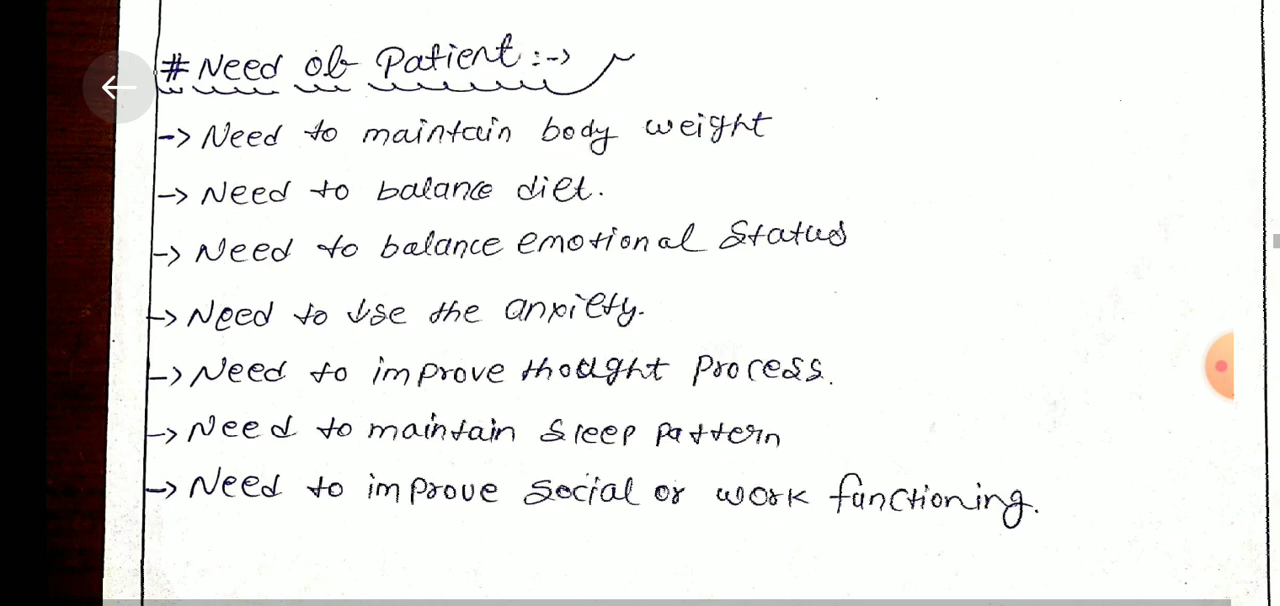 # Need of Patient :->
-> Need to maintain body weight
-> Need to balance diet.
-> Need to balance emotional status
-> Need to ↓se the anxiety.
-> Need to improve thought process.
-> Need to maintain sleep pattern
-> Need to improve social or work functioning.